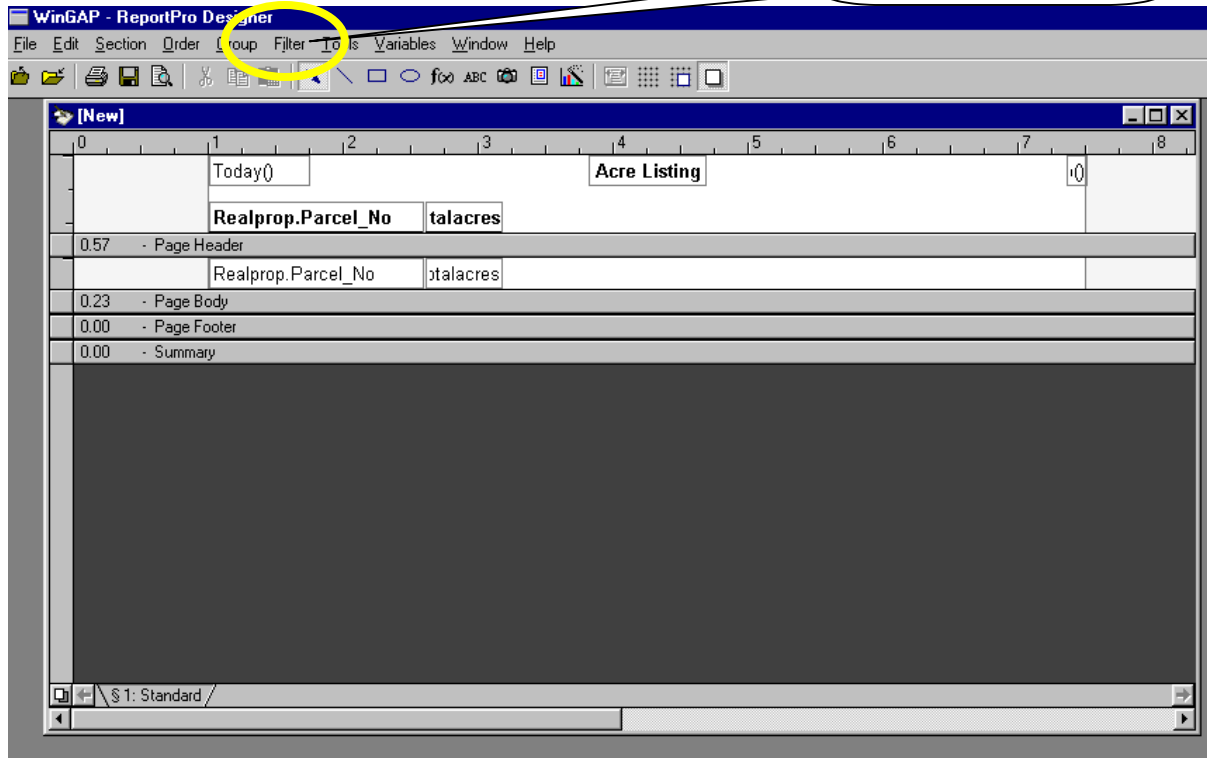 WinGAP - ReportPro Designer
File Edit Section Order Group Filter Tools Variables Window Help
f(x) ABC
[New]
0 1 2 3 4 5 6 7 8
Today() Acre Listing ()
Realprop.Parcel_No talacres
0.57 - Page Header
Realprop.Parcel_No otalacres
0.23 - Page Body
0.00 - Page Footer
0.00 - Summary
§ 1: Standard